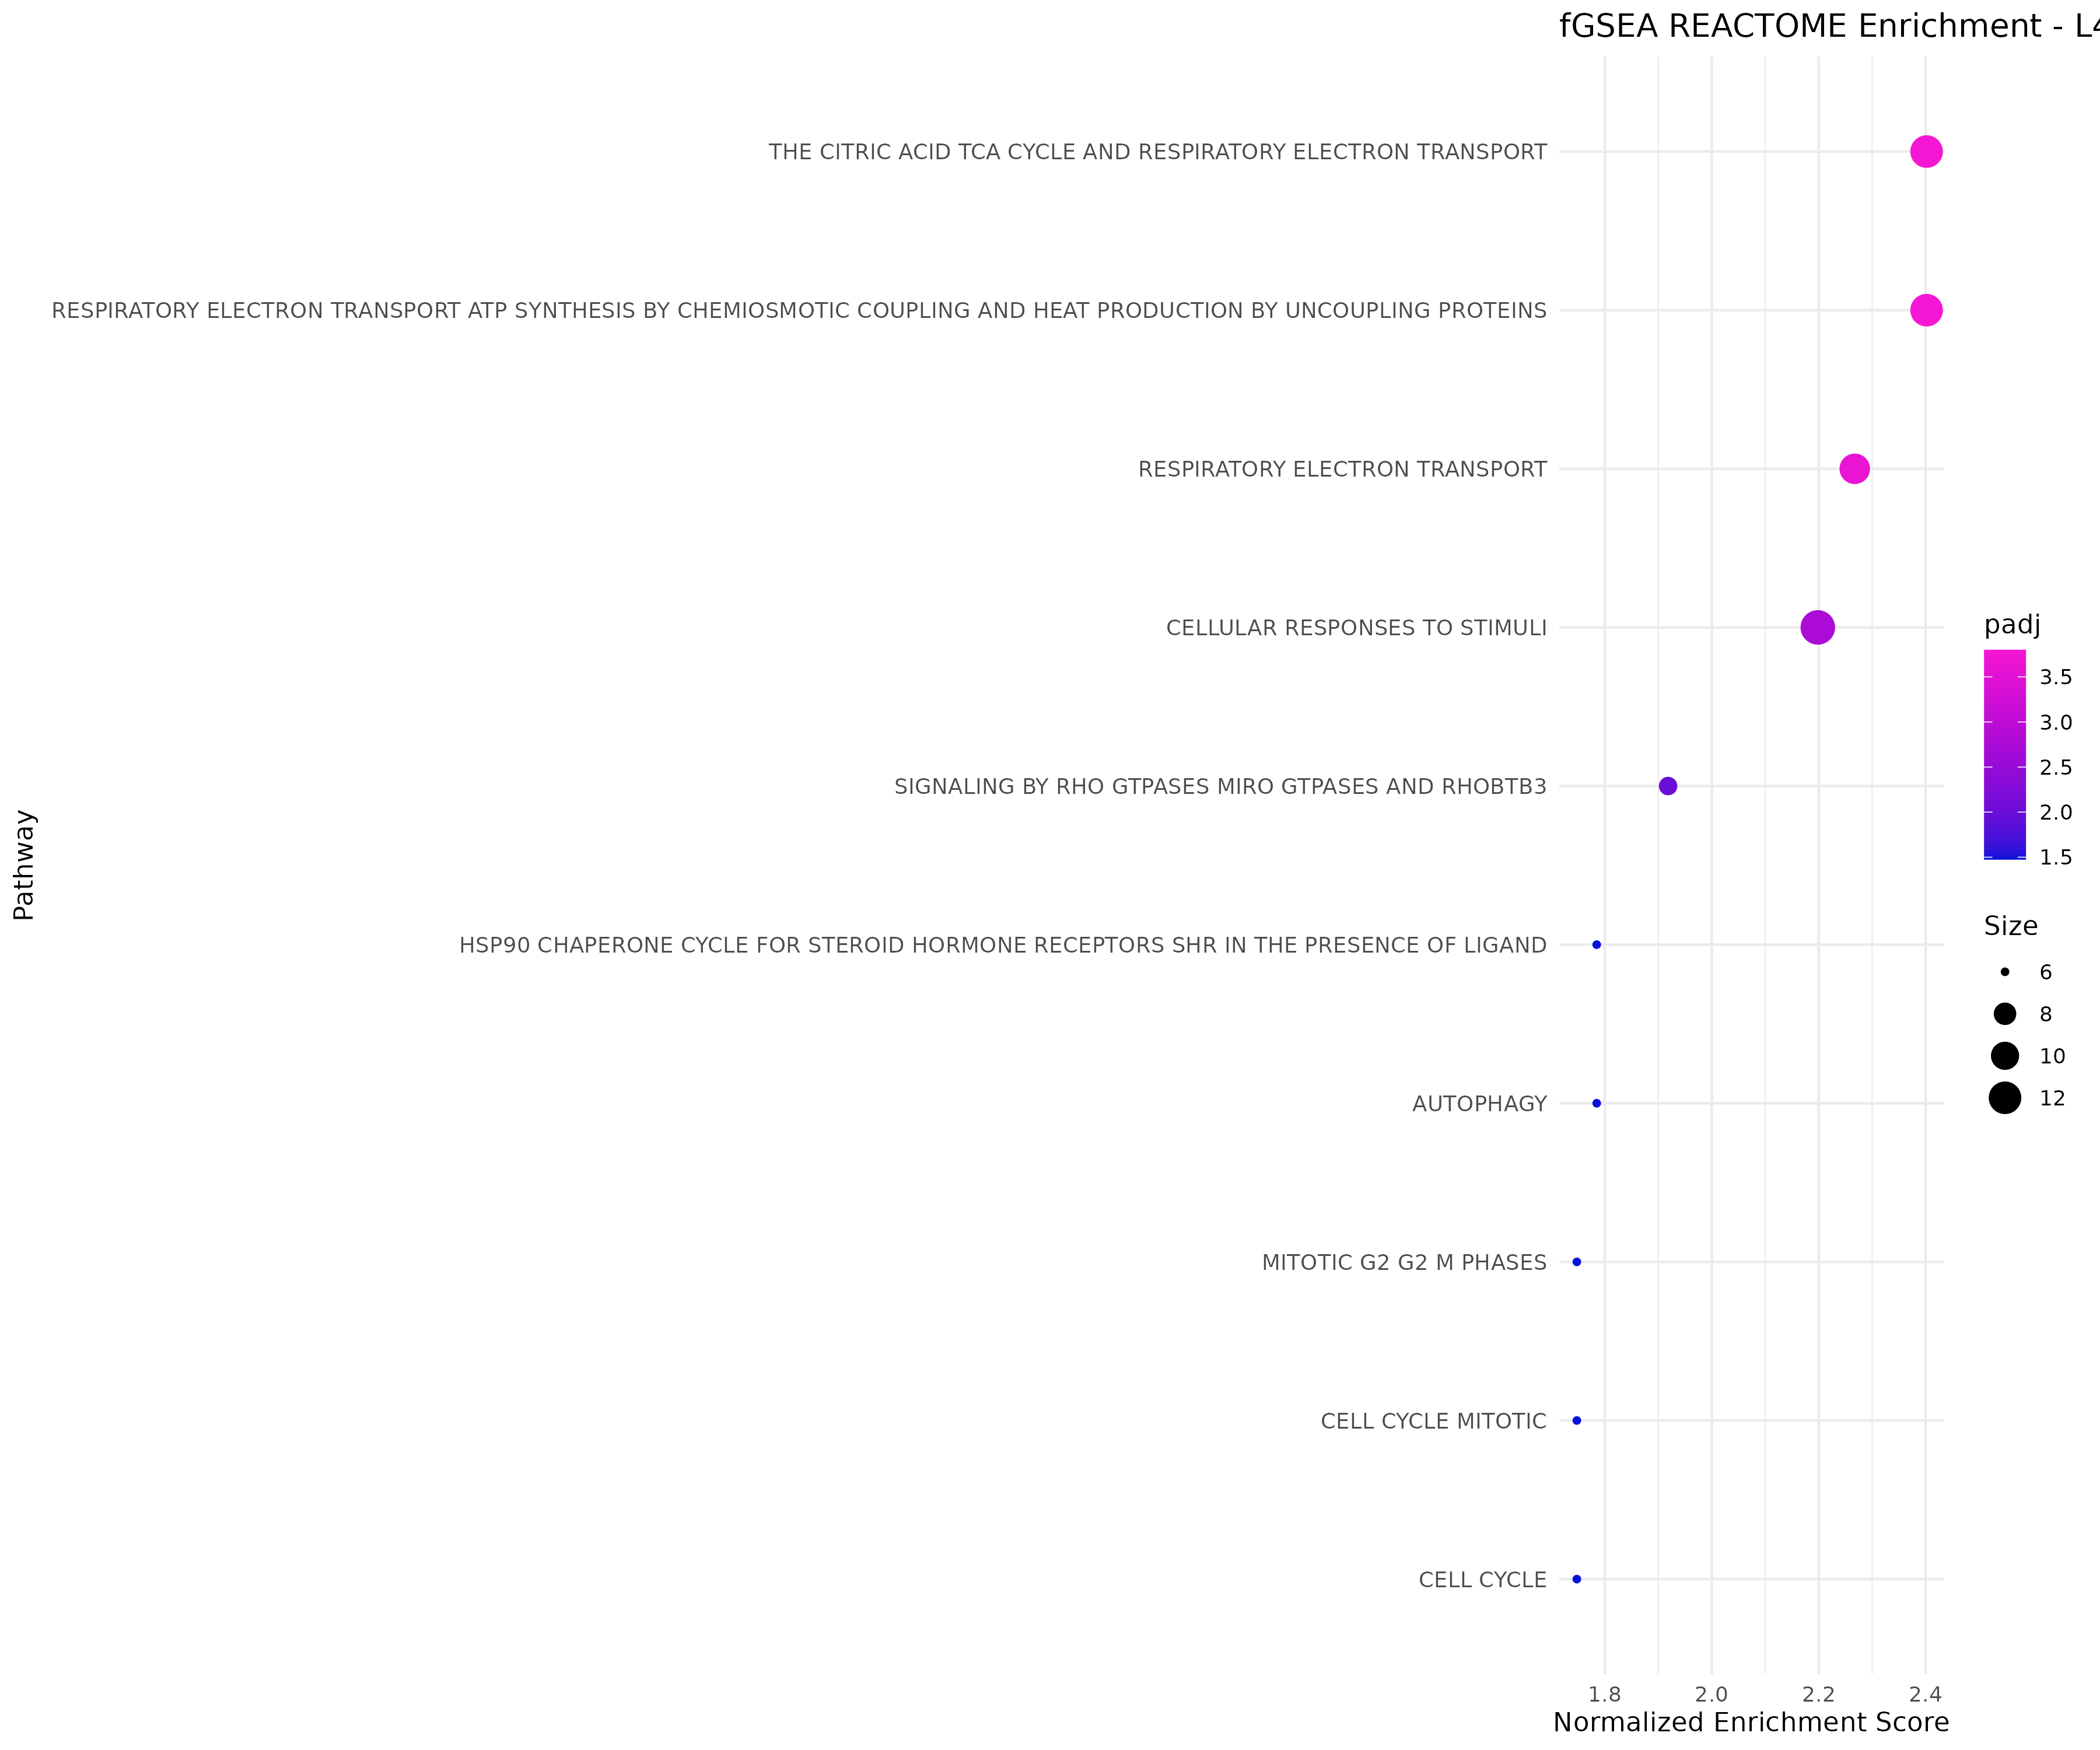 fGSEA REACTOME Enrichment - L4
THE CITRIC ACID TCA CYCLE AND RESPIRATORY ELECTRON TRANSPORT
RESPIRATORY ELECTRON TRANSPORT ATP SYNTHESIS BY CHEMIOSMOTIC COUPLING AND HEAT PRODUCTION BY UNCOUPLING PROTEINS
RESPIRATORY ELECTRON TRANSPORT
CELLULAR RESPONSES TO STIMULI
SIGNALING BY RHO GTPASES MIRO GTPASES AND RHOBTB3
HSP90 CHAPERONE CYCLE FOR STEROID HORMONE RECEPTORS SHR IN THE PRESENCE OF LIGAND
AUTOPHAGY
MITOTIC G2 G2 M PHASES
CELL CYCLE MITOTIC
CELL CYCLE
Pathway
1.8 2.0 2.2 2.4
Normalized Enrichment Score
padj
3.5
3.0
2.5
2.0
1.5
Size
6
8
10
12